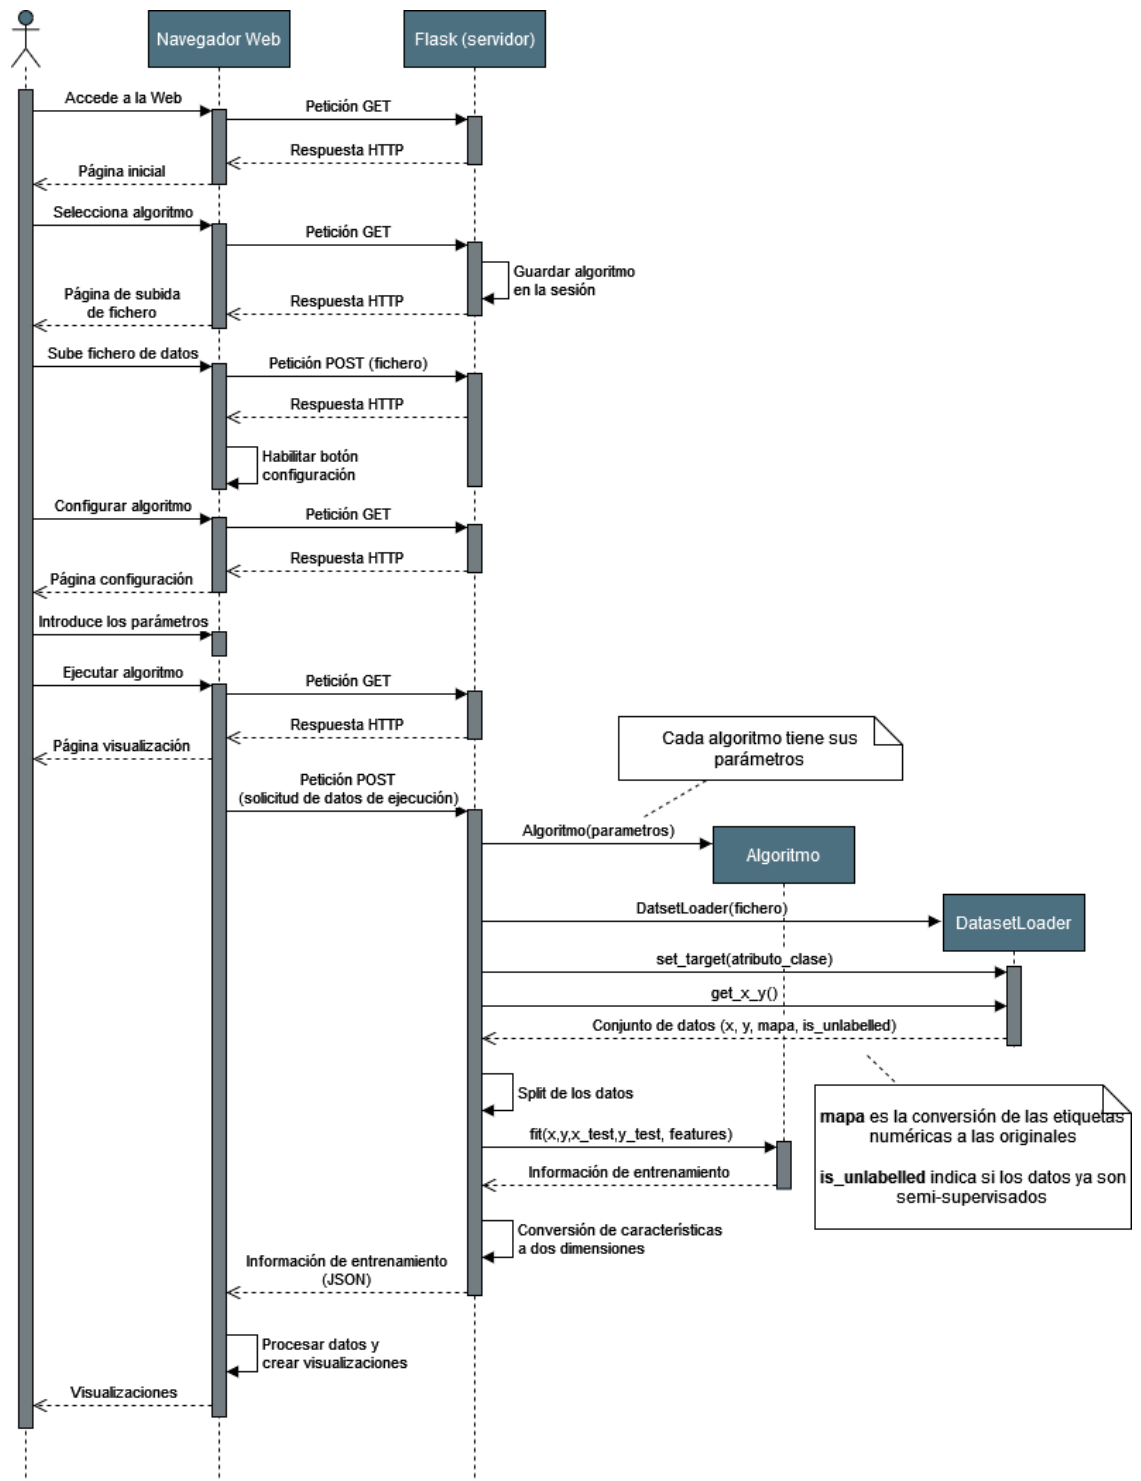 Navegador Web
Flask (servidor)
Accede a la Web
Petición GET
Respuesta HTTP
Página inicial
Selecciona algoritmo
Petición GET
Guardar algoritmo
en la sesión
Respuesta HTTP
Página de subida
de fichero
Sube fichero de datos
Petición POST (fichero)
Respuesta HTTP
Habilitar botón
configuración
Configurar algoritmo
Petición GET
Respuesta HTTP
Página configuración
Introduce los parámetros
Ejecutar algoritmo
Petición GET
Respuesta HTTP
Página visualización
Cada algoritmo tiene sus
parámetros
Petición POST
(solicitud de datos de ejecución)
Algoritmo(parametros)
Algoritmo
DatsetLoader(fichero)
DatasetLoader
set_target(atributo_clase)
get_x_y()
Conjunto de datos (x, y, mapa, is_unlabelled)
Split de los datos
mapa es la conversión de las etiquetas
numéricas a las originales
is_unlabelled indica si los datos ya son
semi-supervisados
fit(x,y,x_test,y_test, features)
Información de entrenamiento
Conversión de características
a dos dimensiones
Información de entrenamiento
(JSON)
Procesar datos y
crear visualizaciones
Visualizaciones